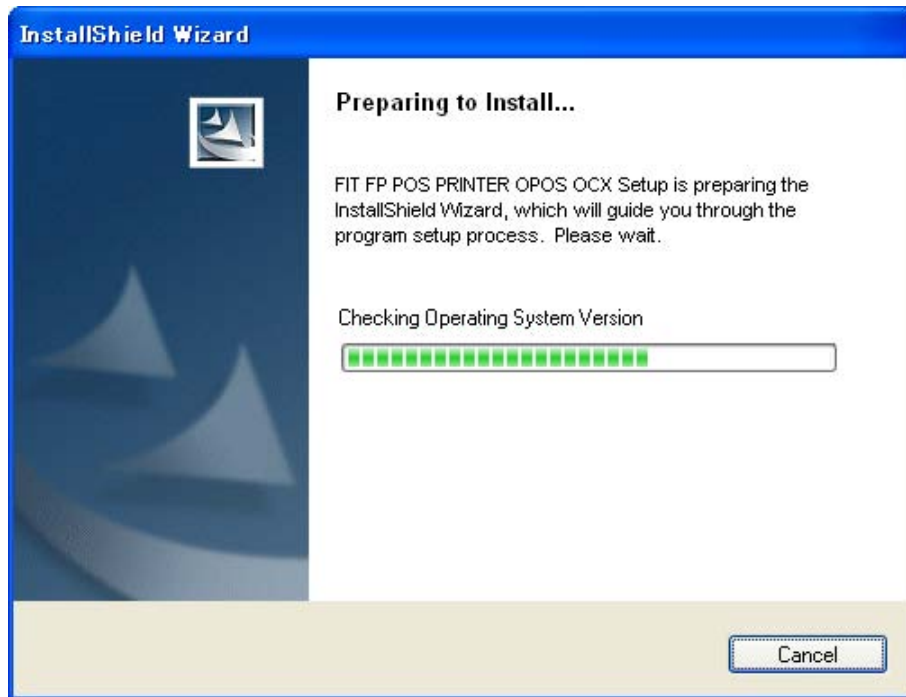 InstallShield Wizard
Preparing to Install...
FIT FP POS PRINTER OPOS OCX Setup is preparing the
InstallShield Wizard, which will guide you through the
program setup process. Please wait.
Checking Operating System Version
Cancel